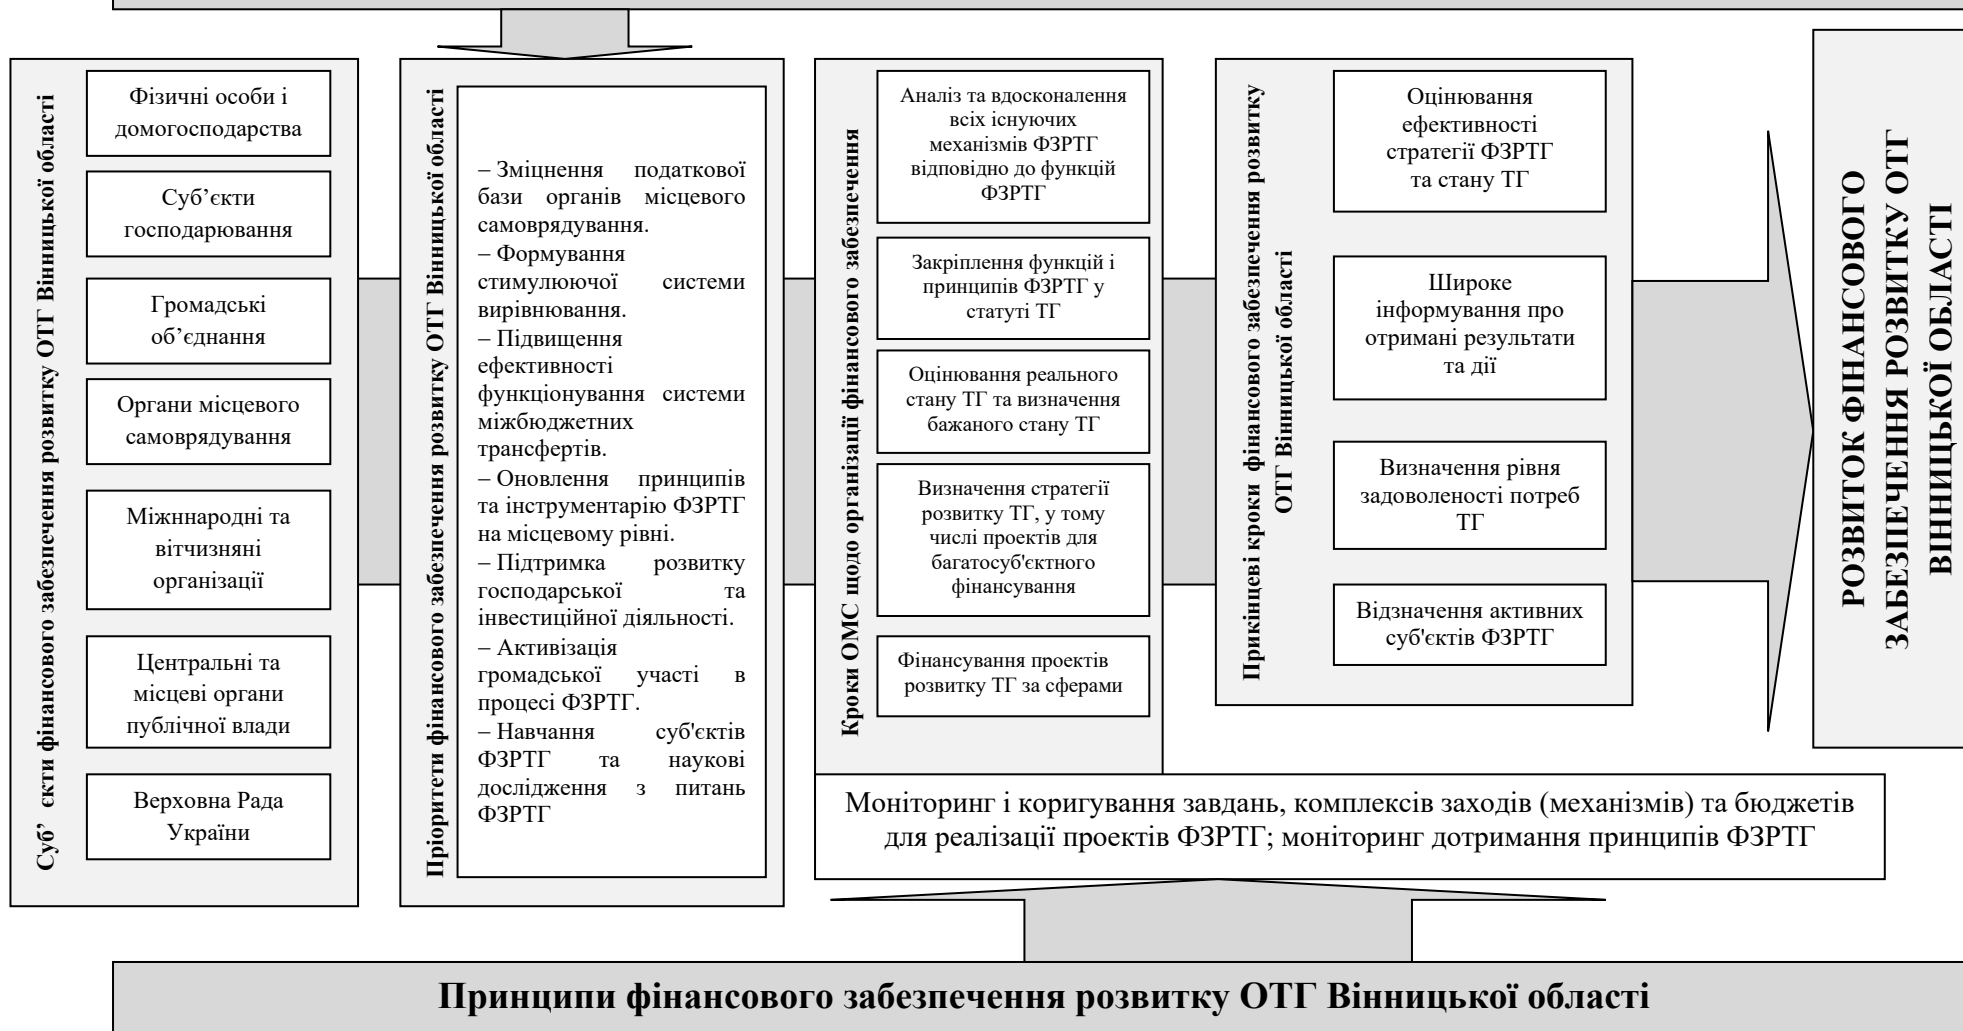 Суб’ єкти фінансового забезпечення розвитку ОТГ Вінницької області
Фізичні особи і
домогосподарства
Суб’єкти
господарювання
Громадські
об’єднання
Органи місцевого
самоврядування
Міжннародні та
вітчизняні
організації
Центральні та
місцеві органи
публічної влади
Верховна Рада
України
Пріоритети фінансового забезпечення розвитку ОТГ Вінницької області
– Зміцнення податкової
бази органів місцевого
самоврядування.
– Формування
стимулюючої системи
вирівнювання.
– Підвищення
ефективності
функціонування системи
міжбюджетних
трансфертів.
– Оновлення принципів
та інструментарію ФЗРТГ
на місцевому рівні.
– Підтримка розвитку
господарської та
інвестиційної діяльності.
– Активізація
громадської участі в
процесі ФЗРТГ.
– Навчання суб'єктів
ФЗРТГ та наукові
дослідження з питань
ФЗРТГ
Кроки ОМС щодо організації фінансового забезпечення
Аналіз та вдосконалення
всіх існуючих
механізмів ФЗРТГ
відповідно до функцій
ФЗРТГ
Закріплення функцій і
принципів ФЗРТГ у
статуті ТГ
Оцінювання реального
стану ТГ та визначення
бажаного стану ТГ
Визначення стратегії
розвитку ТГ, у тому
числі проектів для
багатосуб'єктного
фінансування
Фінансування проектів
розвитку ТГ за сферами
Прикінцеві кроки фінансового забезпечення розвитку
ОТГ Вінницької області
Оцінювання
ефективності
стратегії ФЗРТГ
та стану ТГ
Широке
інформування про
отримані результати
та дії
Визначення рівня
задоволеності потреб
ТГ
Відзначення активних
суб'єктів ФЗРТГ
РОЗВИТОК ФІНАНСОВОГО
ЗАБЕЗПЕЧЕННЯ РОЗВИТКУ ОТГ
ВІННИЦЬКОЇ ОБЛАСТІ
Моніторинг і коригування завдань, комплексів заходів (механізмів) та бюджетів
для реалізації проектів ФЗРТГ; моніторинг дотримання принципів ФЗРТГ
Принципи фінансового забезпечення розвитку ОТГ Вінницької області